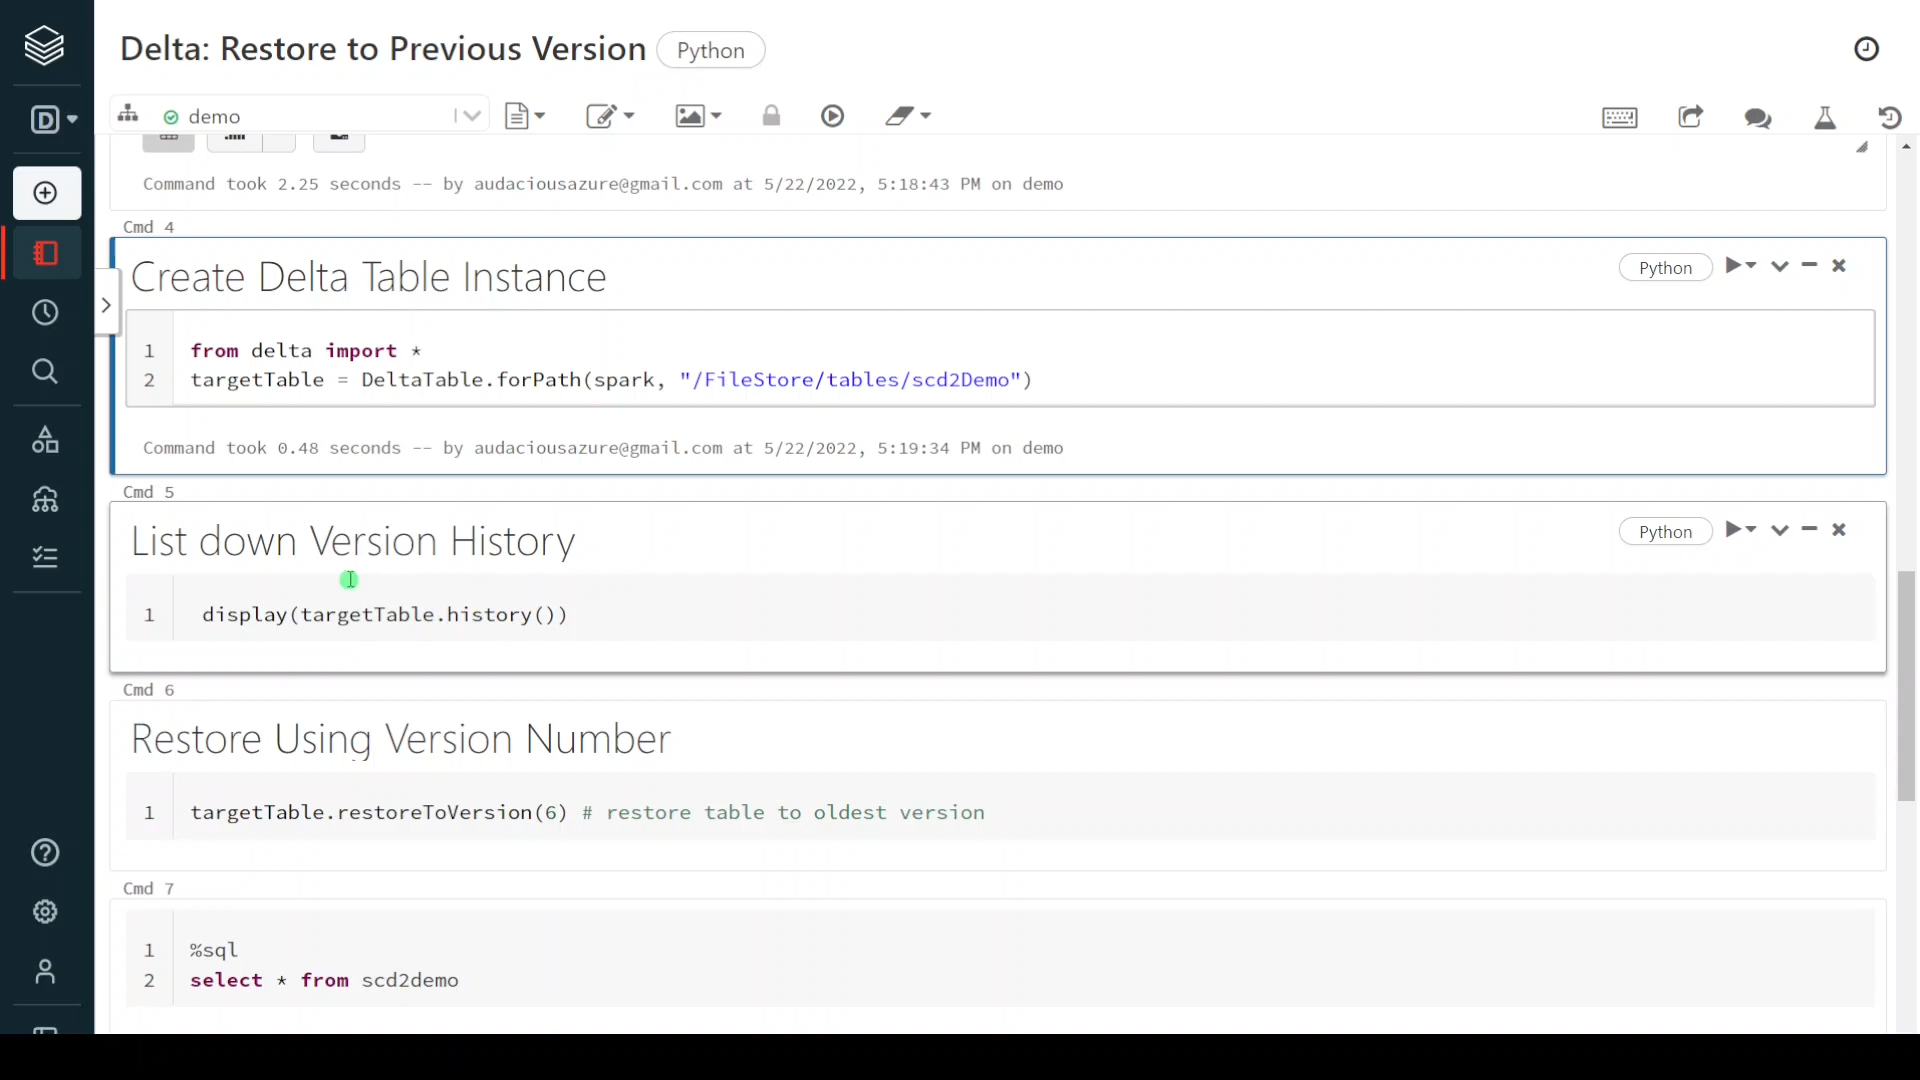 Delta: Restore to Previous Version Python
D
demo
Command took 2.25 seconds -- by audaciousazure@gmail.com at 5/22/2022, 5:18:43 PM on demo
Cmd 4
Create Delta Table Instance
Python
1 from delta import *
2 targetTable = DeltaTable.forPath(spark, "/FileStore/tables/scd2Demo")
Command took 0.48 seconds -- by audaciousazure@gmail.com at 5/22/2022, 5:19:34 PM on demo
Cmd 5
List down Version History
Python
1 display(targetTable.history())
Cmd 6
Restore Using Version Number
1 targetTable.restoreToVersion(6) # restore table to oldest version
Cmd 7
1 %sql
2 select * from scd2demo